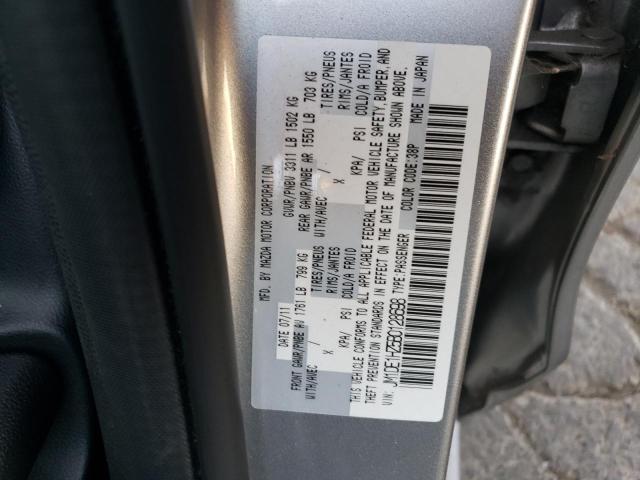 MFD. BY MAZDA MOTOR CORPORATION
DATE 07/11 GVWR/PNBV 3311 LB 1502 KG
FRONT GAWR/PNBE AV 1761 LB 799 KG REAR GAWR/PNBE AR 1550 LB 703 KG
WITH/AVEC TIRES/PNEUS WITH/AVEC TIRES/PNEUS
X RIMS/JANTES X RIMS/JANTES
/ KPA/ PSI COLD/A FROID / KPA/ PSI COLD/A FROID
THIS VEHICLE CONFORMS TO ALL APPLICABLE FEDERAL MOTOR VEHICLE SAFETY, BUMPER, AND
THEFT PREVENTION STANDARDS IN EFFECT ON THE DATE OF MANUFACTURE SHOWN ABOVE.
VIN: JM1DE1HZ5B0128698 TYPE:PASSENGER COLOR CODE:38P MADE IN JAPAN